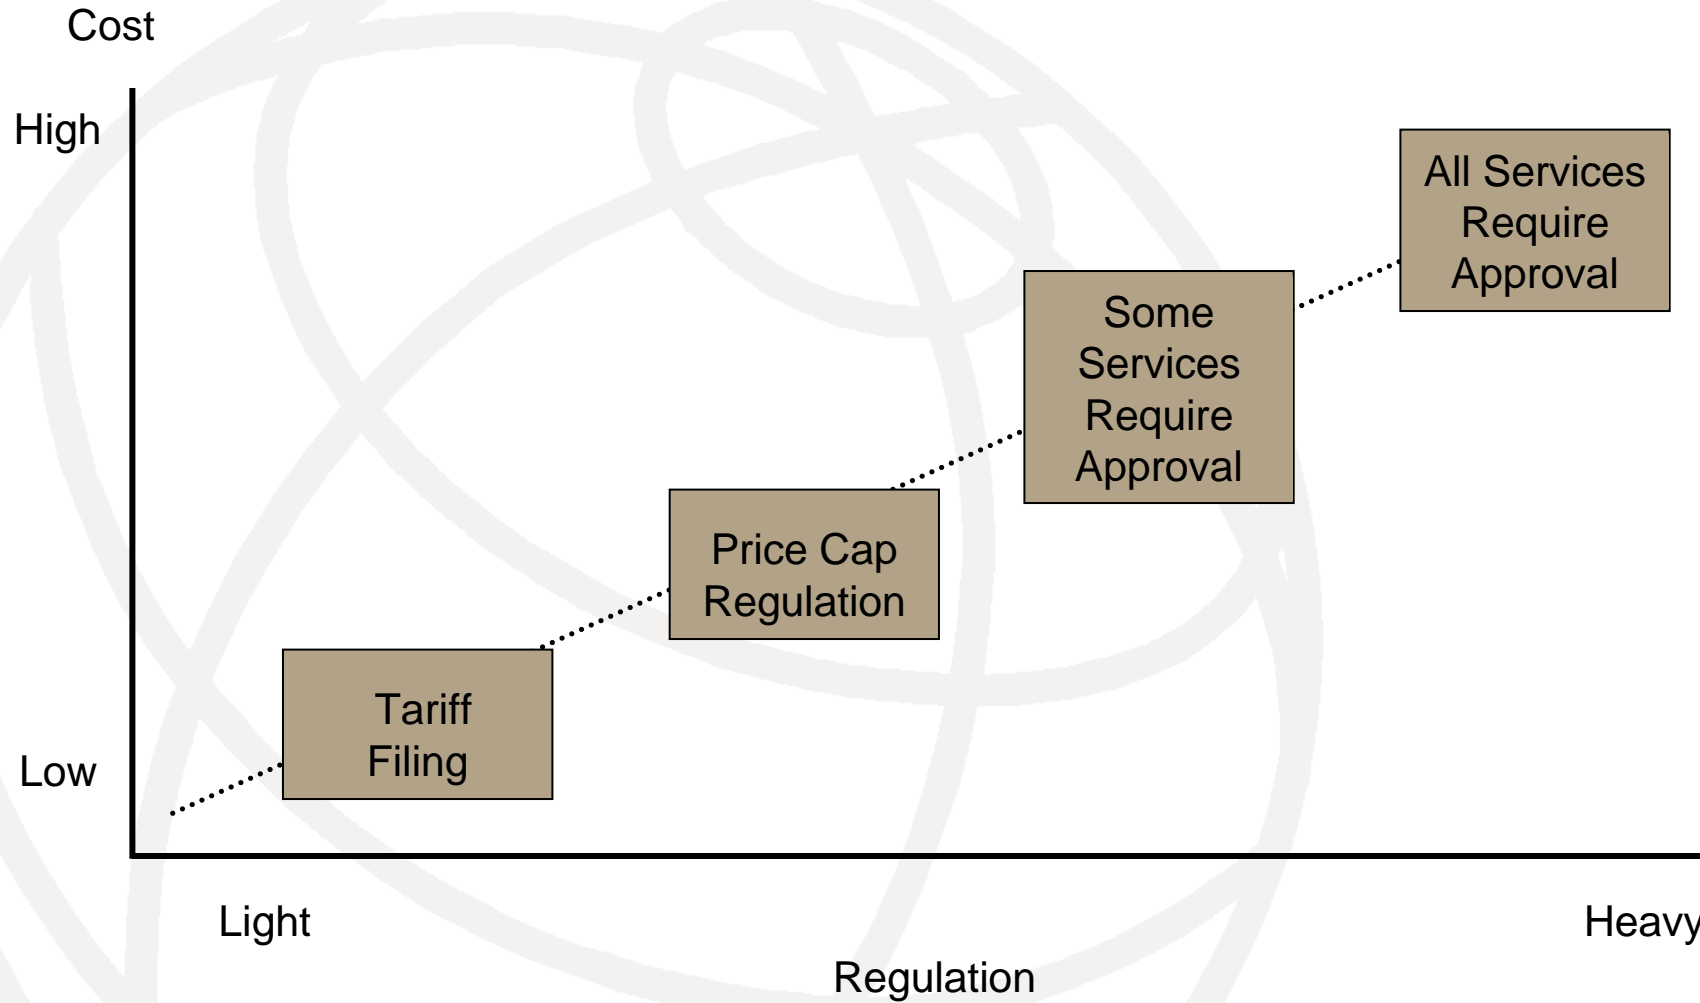 Cost
High
All Services
Require
Approval
Some
Services
Require
Approval
Price Cap
Regulation
Tariff
Filing
Low
Light
Heavy
Regulation